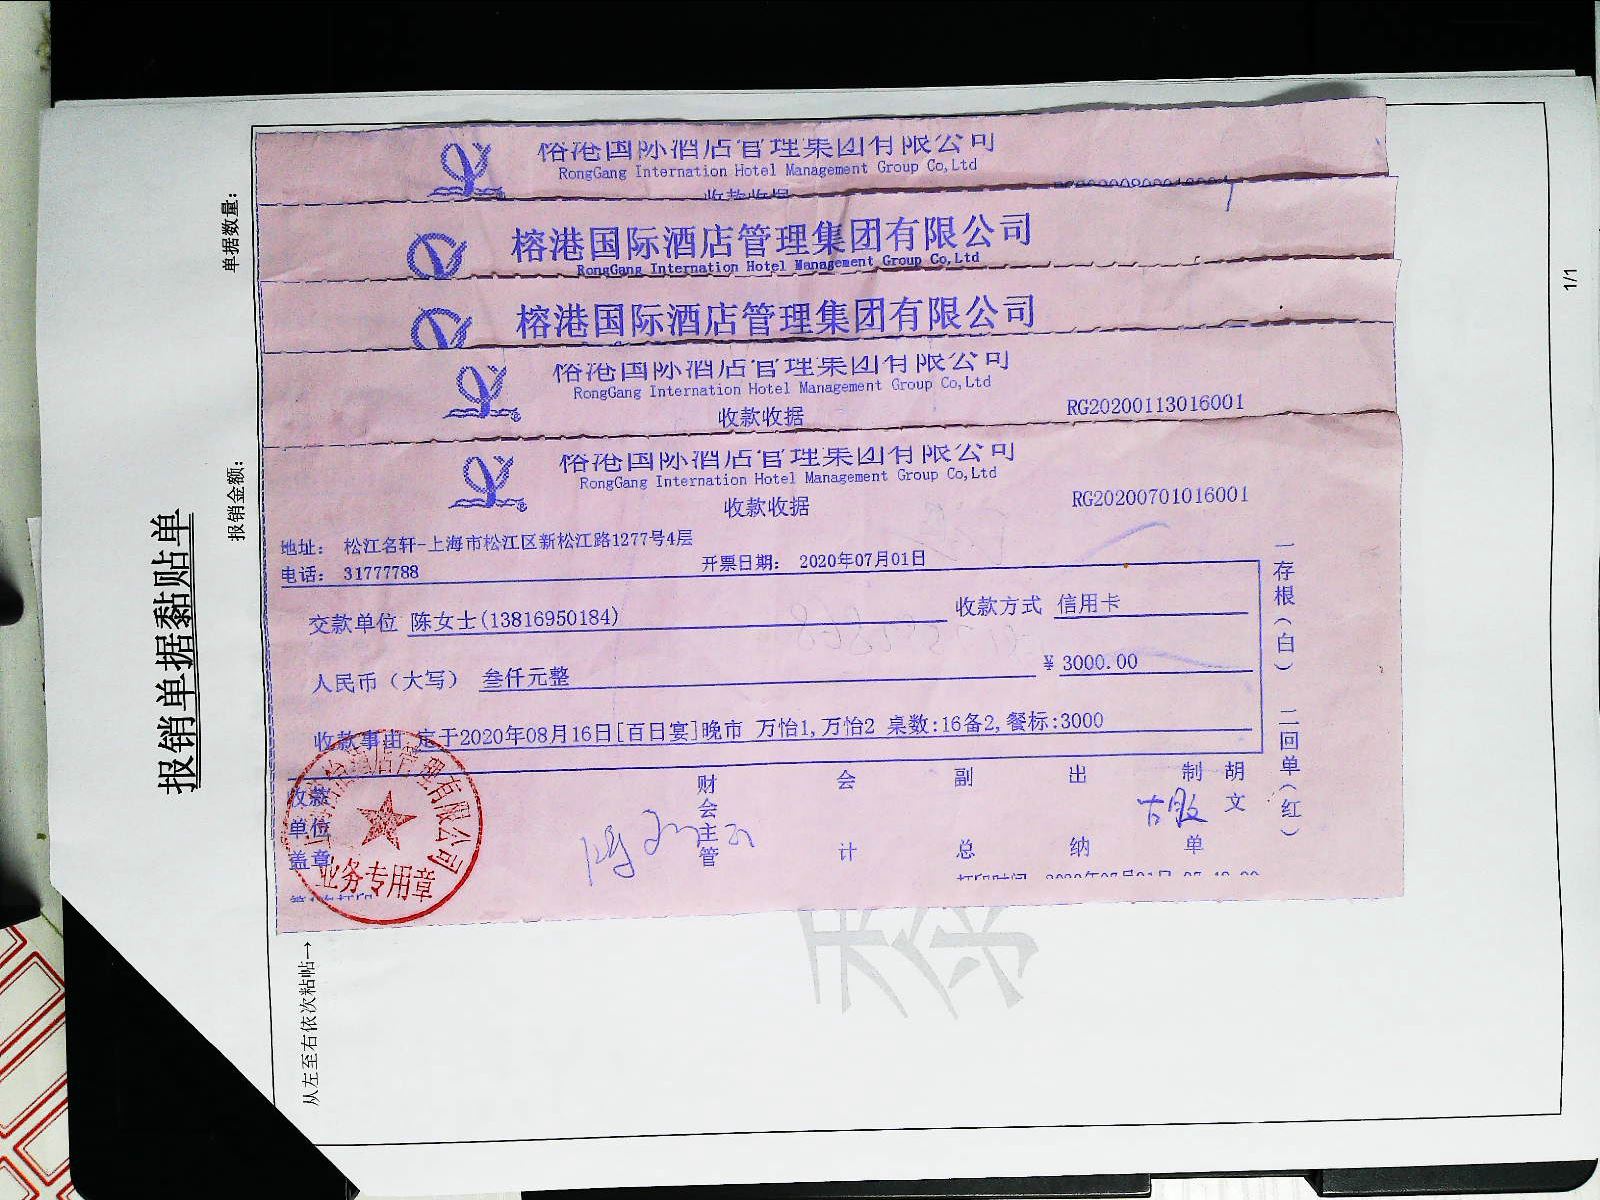 报销单据黏贴单
报销金额：
单据数量：
从左至右依次粘帖→
1/1
榕港国际酒店管理集团有限公司
RongGang Internation Hotel Management Group Co,Ltd
收款收据
榕港国际酒店管理集团有限公司
RongGang Internation Hotel Management Group Co,Ltd
榕港国际酒店管理集团有限公司
榕港国际酒店管理集团有限公司
RongGang Internation Hotel Management Group Co,Ltd
收款收据
RG20200113016001
榕港国际酒店管理集团有限公司
RongGang Internation Hotel Management Group Co,Ltd
收款收据
RG20200701016001
地址： 松江名轩-上海市松江区新松江路1277号4层
电话： 31777788
开票日期： 2020年07月01日
交款单位 陈女士(13816950184)
收款方式 信用卡
人民币（大写） 叁仟元整
¥ 3000.00
收款事由 定于2020年08月16日[百日宴]晚市 万怡1,万怡2 桌数:16备2,餐标:3000
一存根（白） 二回单（红）
收款单位盖章
财会主管
会计
副总
出纳
制单
胡文
业务专用章